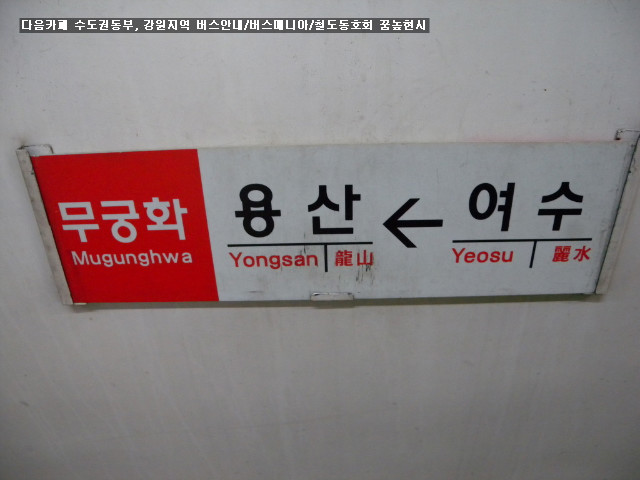 다음카페 수도권동부, 강원지역 버스안내/버스매니아/철도동호회 꿈높현시
무궁화
Mugunghwa
용산 ← 여수
Yongsan 龍山 Yeosu 麗水